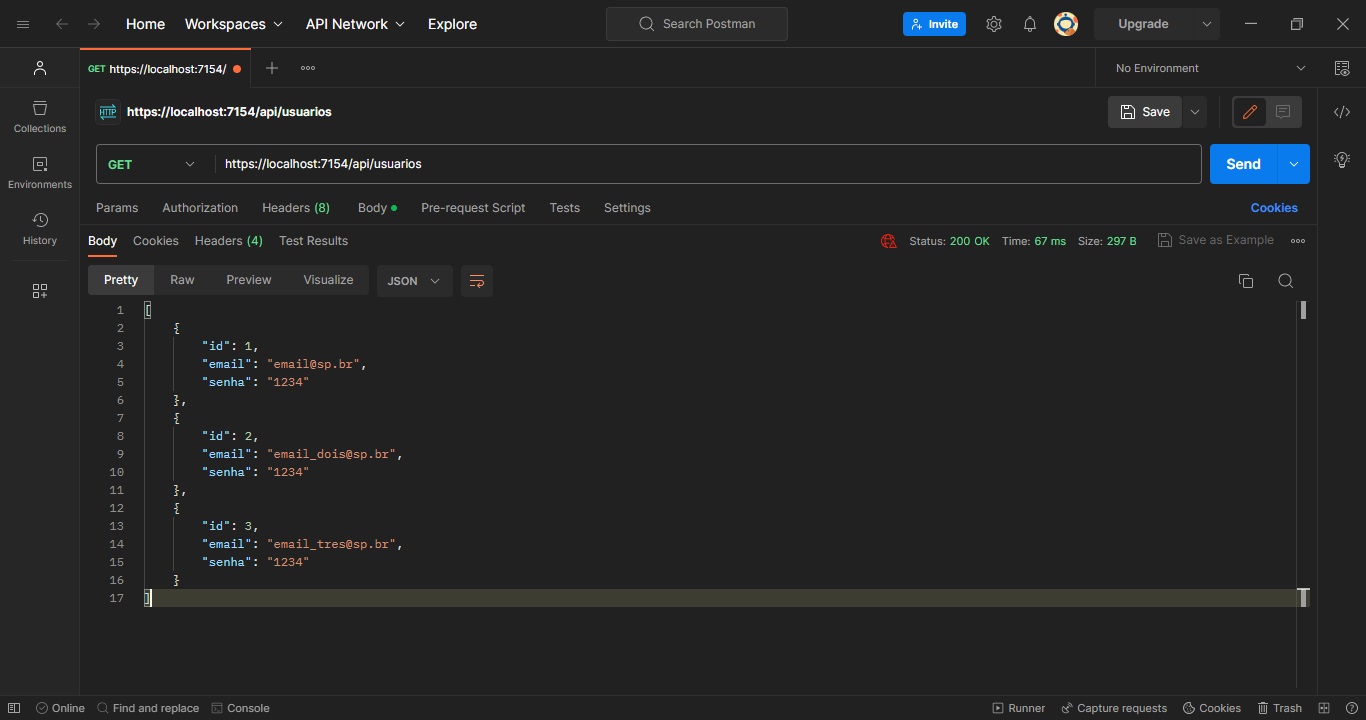 Home Workspaces API Network Explore Search Postman Invite Upgrade
GET https://localhost:7154/ No Environment
HTTP https://localhost:7154/api/usuarios Save
Collections
GET https://localhost:7154/api/usuarios Send
Environments
Params Authorization Headers (8) Body Pre-request Script Tests Settings Cookies
History
Body Cookies Headers (4) Test Results Status: 200 OK Time: 67 ms Size: 297 B Save as Example
Pretty Raw Preview Visualize JSON
1 [
2 {
3 "id": 1,
4 "email": "email@sp.br",
5 "senha": "1234"
6 },
7 {
8 "id": 2,
9 "email": "email_dois@sp.br",
10 "senha": "1234"
11 },
12 {
13 "id": 3,
14 "email": "email_tres@sp.br",
15 "senha": "1234"
16 }
17 ]
Online Find and replace Console Runner Capture requests Cookies Trash